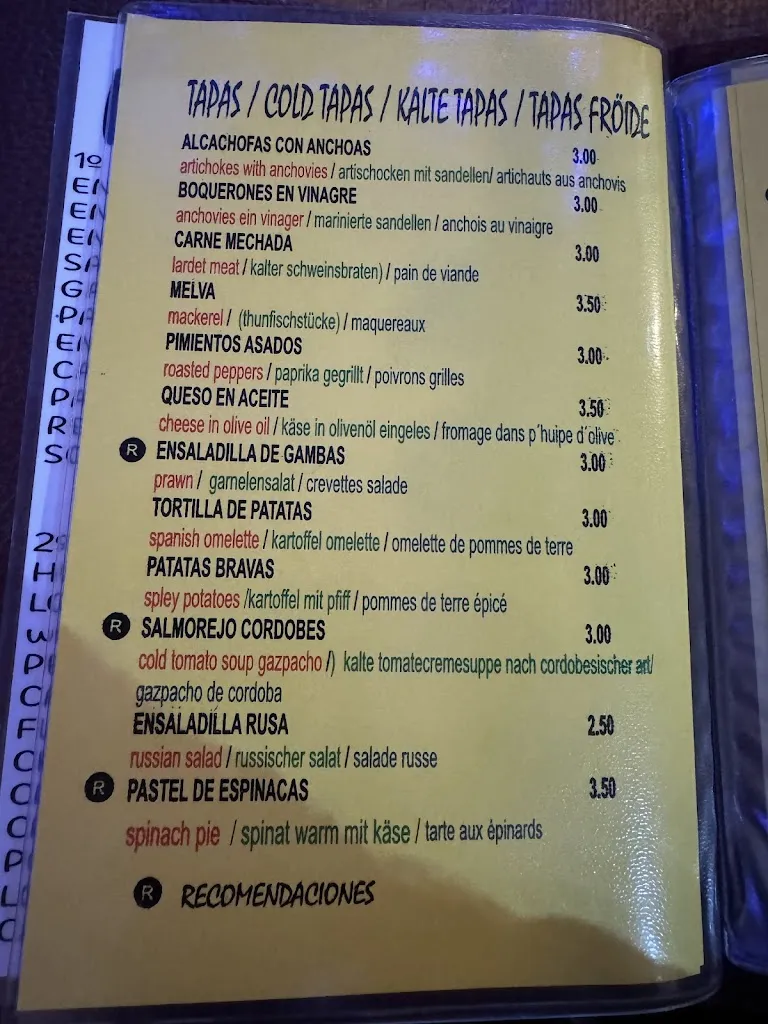 TAPAS / COLD TAPAS / KALTE TAPAS / TAPAS FRÖIDE
ALCACHOFAS CON ANCHOAS 3.00
artichokes with anchovies / artischocken mit sandellen/ artichauts aus anchovis
BOQUERONES EN VINAGRE 3.00
anchovies ein vinager / marinierte sandellen / anchois au vinaigre
CARNE MECHADA 3.00
lardet meat / kalter schweinsbraten) / pain de viande
MELVA 3.50
mackerel / (thunfischstücke) / maquereaux
PIMIENTOS ASADOS 3.00
roasted peppers / paprika gegrillt / poivrons grilles
QUESO EN ACEITE 3.50
cheese in olive oil / käse in olivenöl eingeles / fromage dans p´huipe d´olive
R ENSALADILLA DE GAMBAS 3.00
prawn / garnelensalat / crevettes salade
TORTILLA DE PATATAS 3.00
spanish omelette / kartoffel omelette / omelette de pommes de terre
PATATAS BRAVAS 3.00
spley potatoes /kartoffel mit pfiff / pommes de terre épicé
R SALMOREJO CORDOBES 3.00
cold tomato soup gazpacho /) kalte tomatecremesuppe nach cordobesischer art/
gazpacho de cordoba
ENSALADÍLLA RUSA 2.50
russian salad / russischer salat / salade russe
R PASTEL DE ESPINACAS 3.50
spinach pie / spinat warm mit käse / tarte aux épinards
R RECOMENDACIONES